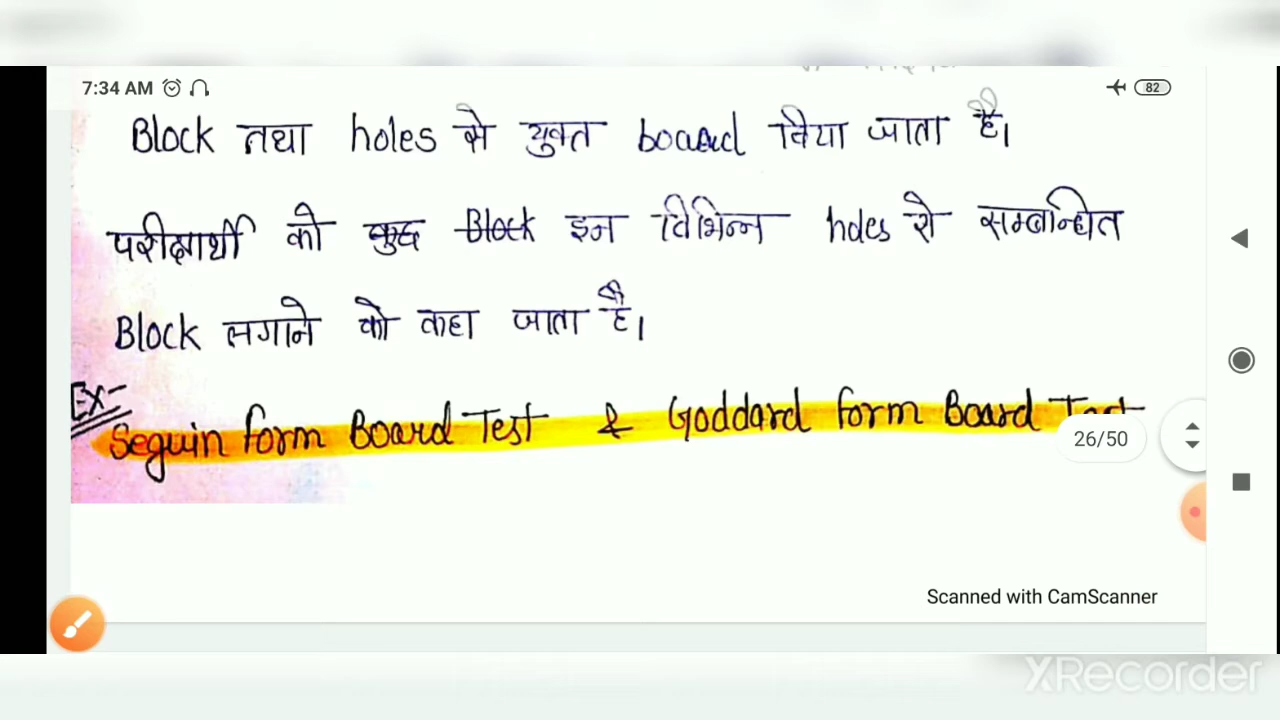 7:34 AM
82
Block तथा holes से युक्त board दिया जाता है।
परीक्षार्थी को कुछ Block इन विभिन्न holes से सम्बन्धित
Block लगाने को कहा जाता है।
Ex-
Seguin form Board Test & Goddard form Board Test
26/50
Scanned with CamScanner
XRecorder